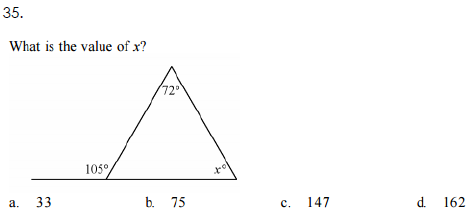 35.
What is the value of x?
72°
105°
x°
a. 33 b. 75 c. 147 d. 162